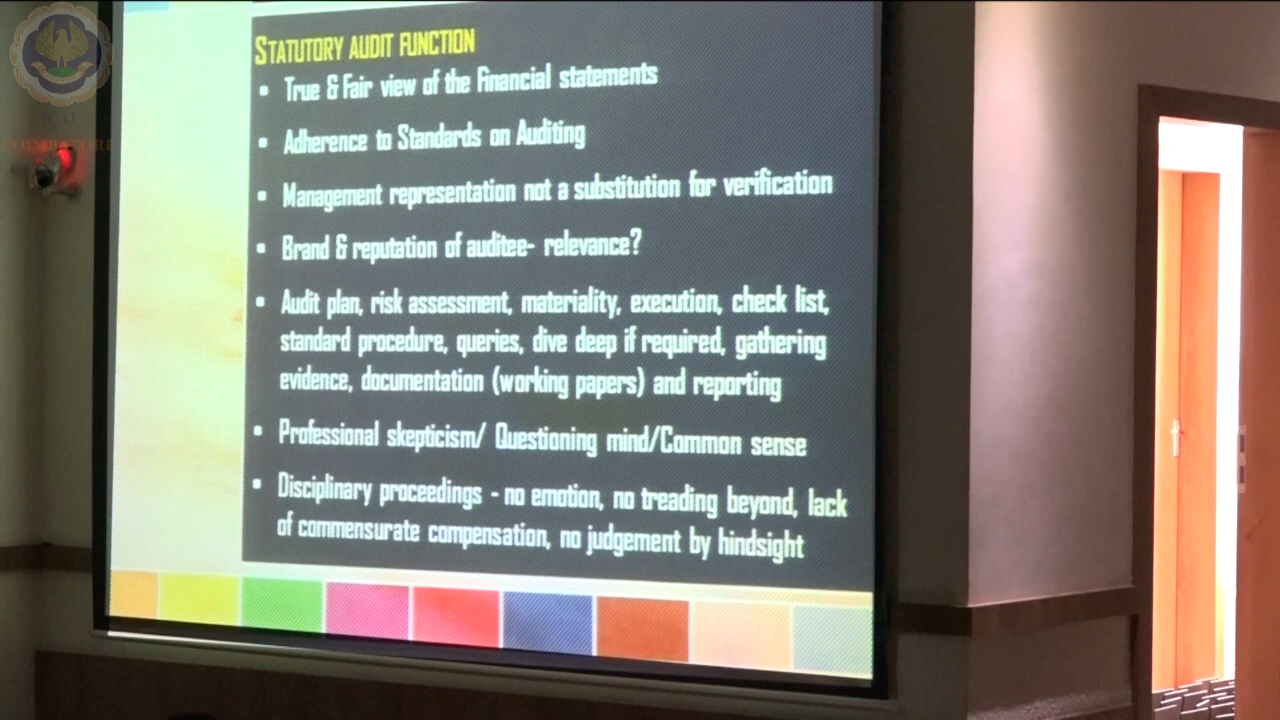 ICAI
COIMBATORE
STATUTORY AUDIT FUNCTION
• True & Fair view of the financial statements
• Adherence to Standards on Auditing
• Management representation not a substitution for verification
• Brand & reputation of auditee- relevance?
• Audit plan, risk assessment, materiality, execution, check list,
standard procedure, queries, dive deep if required, gathering
evidence, documentation (working papers) and reporting
• Professional skepticism/ Questioning mind/Common sense
• Disciplinary proceedings - no emotion, no treading beyond, lack
of commensurate compensation, no judgement by hindsight